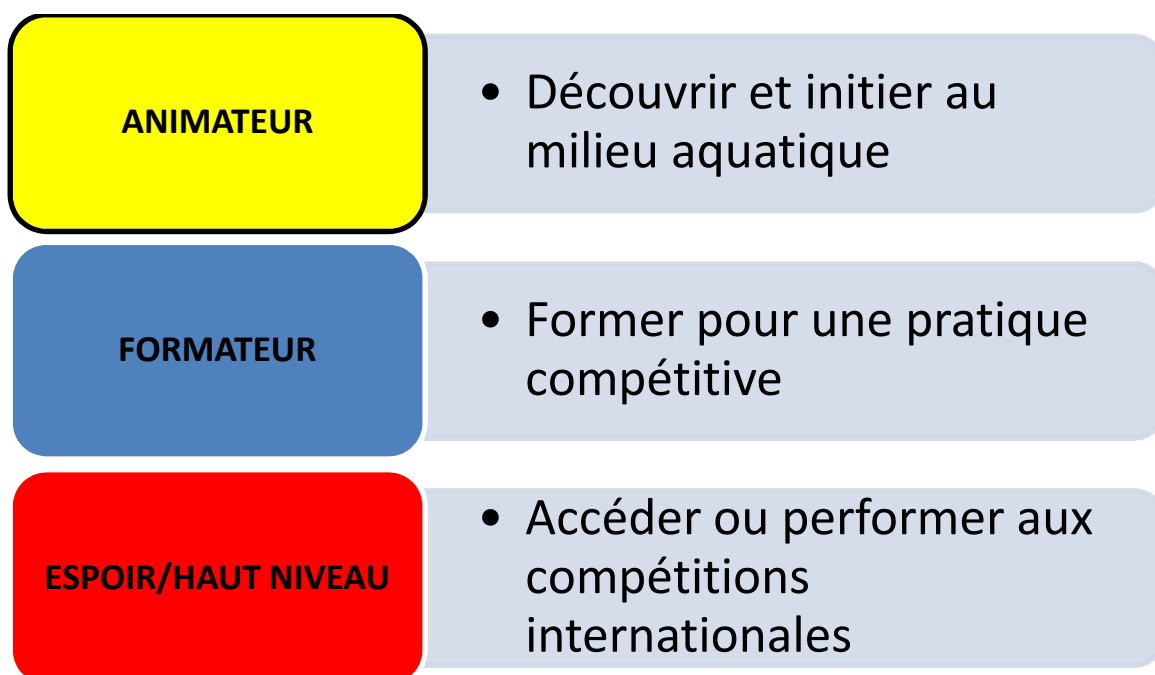 ANIMATEUR
• Découvrir et initier au
milieu aquatique
FORMATEUR
• Former pour une pratique
compétitive
ESPOIR/HAUT NIVEAU
• Accéder ou performer aux
compétitions
internationales